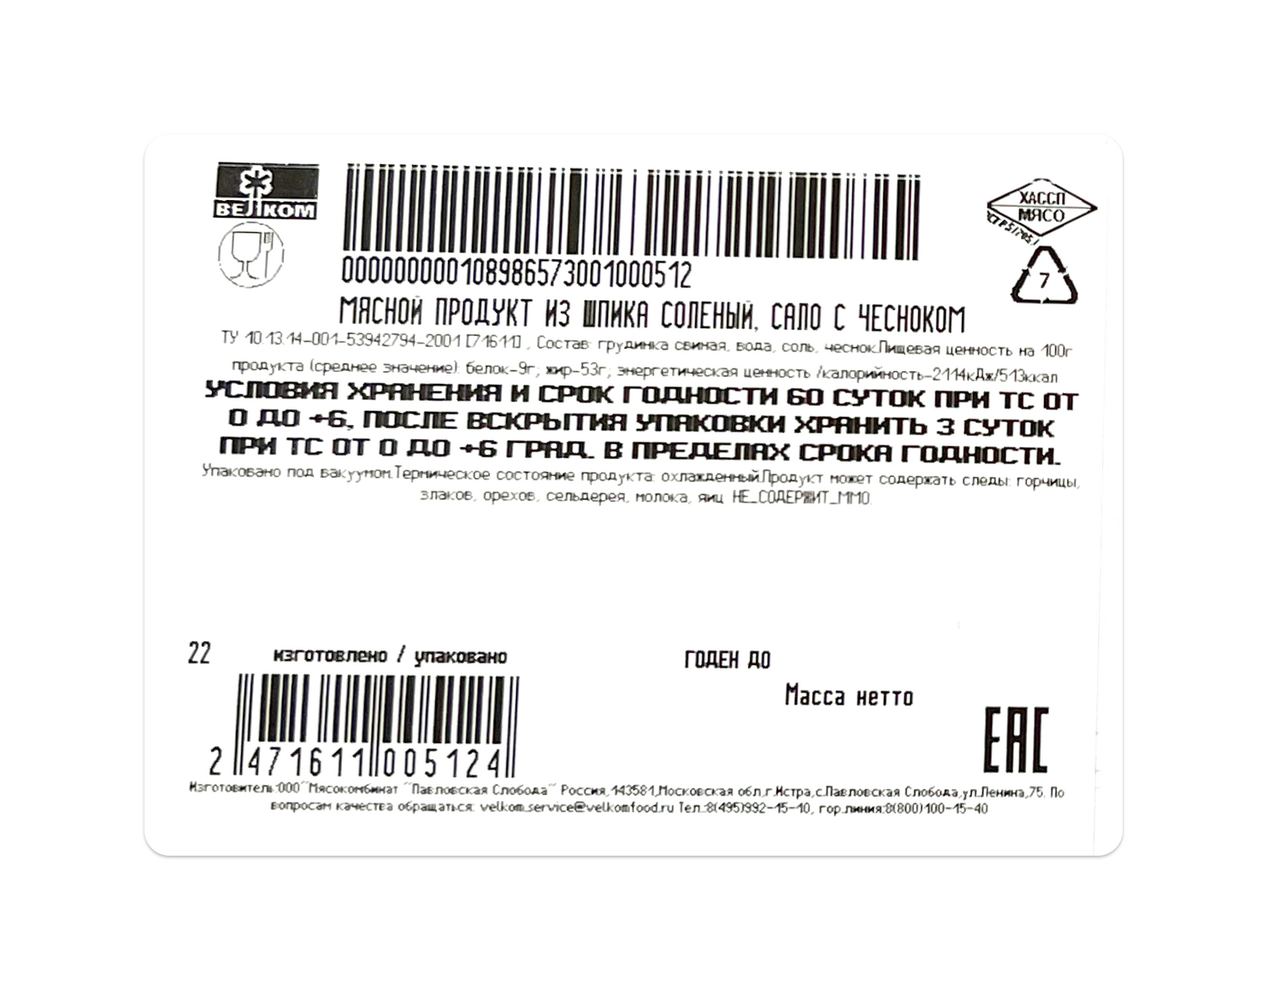 ВЕЛКОМ
ХАССП
МЯСО
0000000001089865730010005​12
7
МЯСНОЙ ПРОДУКТ ИЗ ШПИКА СОЛЕНЫЙ, САЛО С ЧЕСНОКОМ
ТУ 10.13.14-001-53942794-2001 [71611] , Состав: грудинка свиная, вода, соль, чеснок.Пищевая ценность на 100г
продукта (среднее значение): белок-9г; жир-53г; энергетическая ценность /калорийность-2114кДж/513ккал
УСЛОВИЯ ХРАНЕНИЯ И СРОК ГОДНОСТИ 60 СУТОК ПРИ ТС ОТ
0 ДО +6, ПОСЛЕ ВСКРЫТИЯ УПАКОВКИ ХРАНИТЬ 3 СУТОК
ПРИ ТС ОТ 0 ДО +6 ГРАД. В ПРЕДЕЛАХ СРОКА ГОДНОСТИ.
Упаковано под вакуумом.Термическое состояние продукта: охлажденный.Продукт может содержать следы: горчицы,
злаков, орехов, сельдерея, молока, яиц НЕ_СОДЕРЖИТ_ММО.
22 изготовлено / упаковано ГОДЕН ДО
Масса нетто
2 471611 005124
EAC
Изготовитель:ООО "Мясокомбинат "Павловская Слобода" Россия,143581,Московская обл,г.Истра,с.Павловская Слобода,ул.Ленина,75. По
вопросам качества обращаться: velkom.service@velkomfood.ru Тел.:8(495)992-15-10, гор.линия:8(800)100-15-40